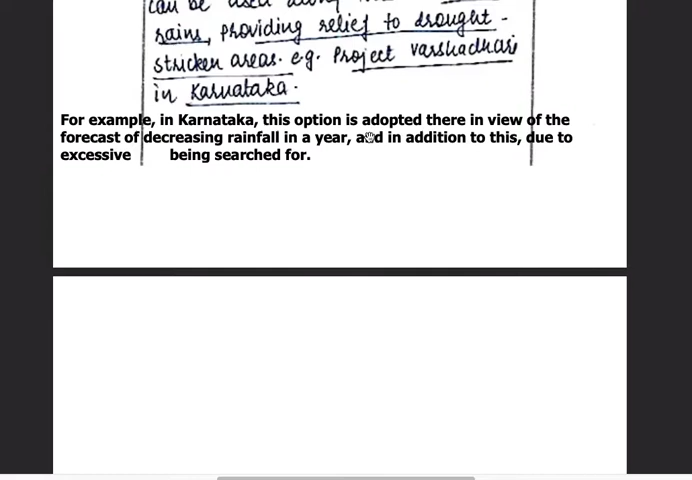 can be used along
rains, providing relief to drought-
stricken areas. e.g. Project varshadhari
in Karnataka.
For example, in Karnataka, this option is adopted there in view of the
forecast of decreasing rainfall in a year, and in addition to this, due to
excessive being searched for.